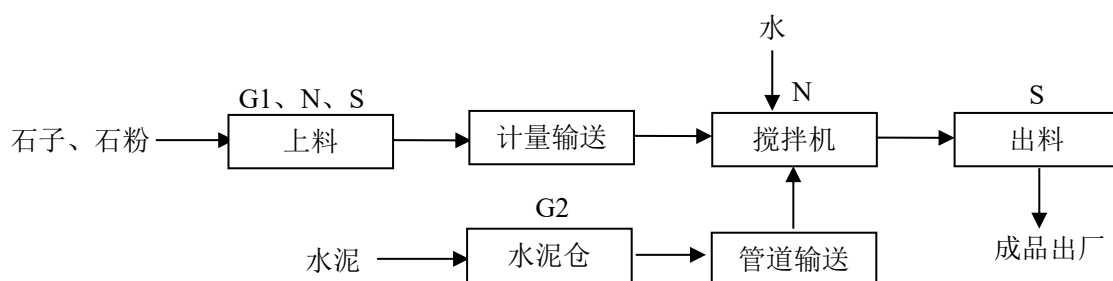 水
G1、N、S
N
S
石子、石粉
上料
计量输送
搅拌机
出料
G2
水泥
水泥仓
管道输送
成品出厂